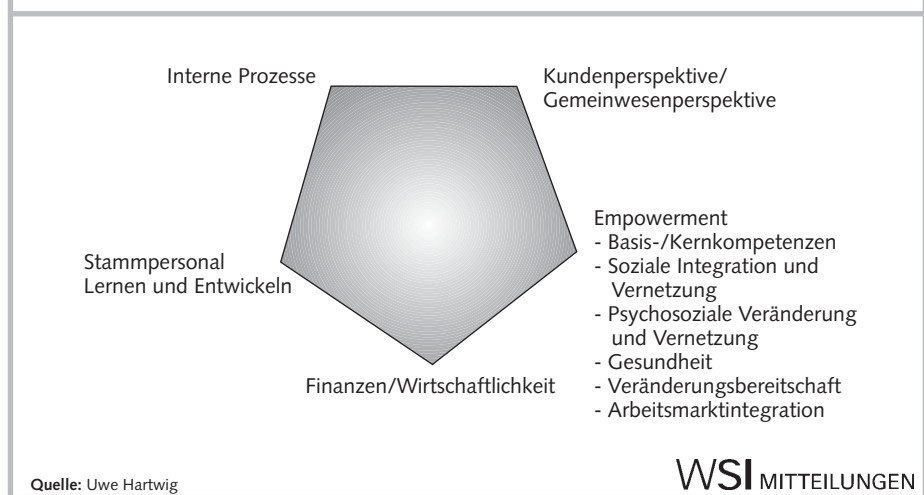 Interne Prozesse
Kundenperspektive/
Gemeinwesenperspektive
Stammpersonal
Lernen und Entwickeln
Empowerment
- Basis-/Kernkompetenzen
- Soziale Integration und
Vernetzung
- Psychosoziale Veränderung
und Vernetzung
- Gesundheit
- Veränderungsbereitschaft
- Arbeitsmarktintegration
Finanzen/Wirtschaftlichkeit
Quelle: Uwe Hartwig
WSI MITTEILUNGEN